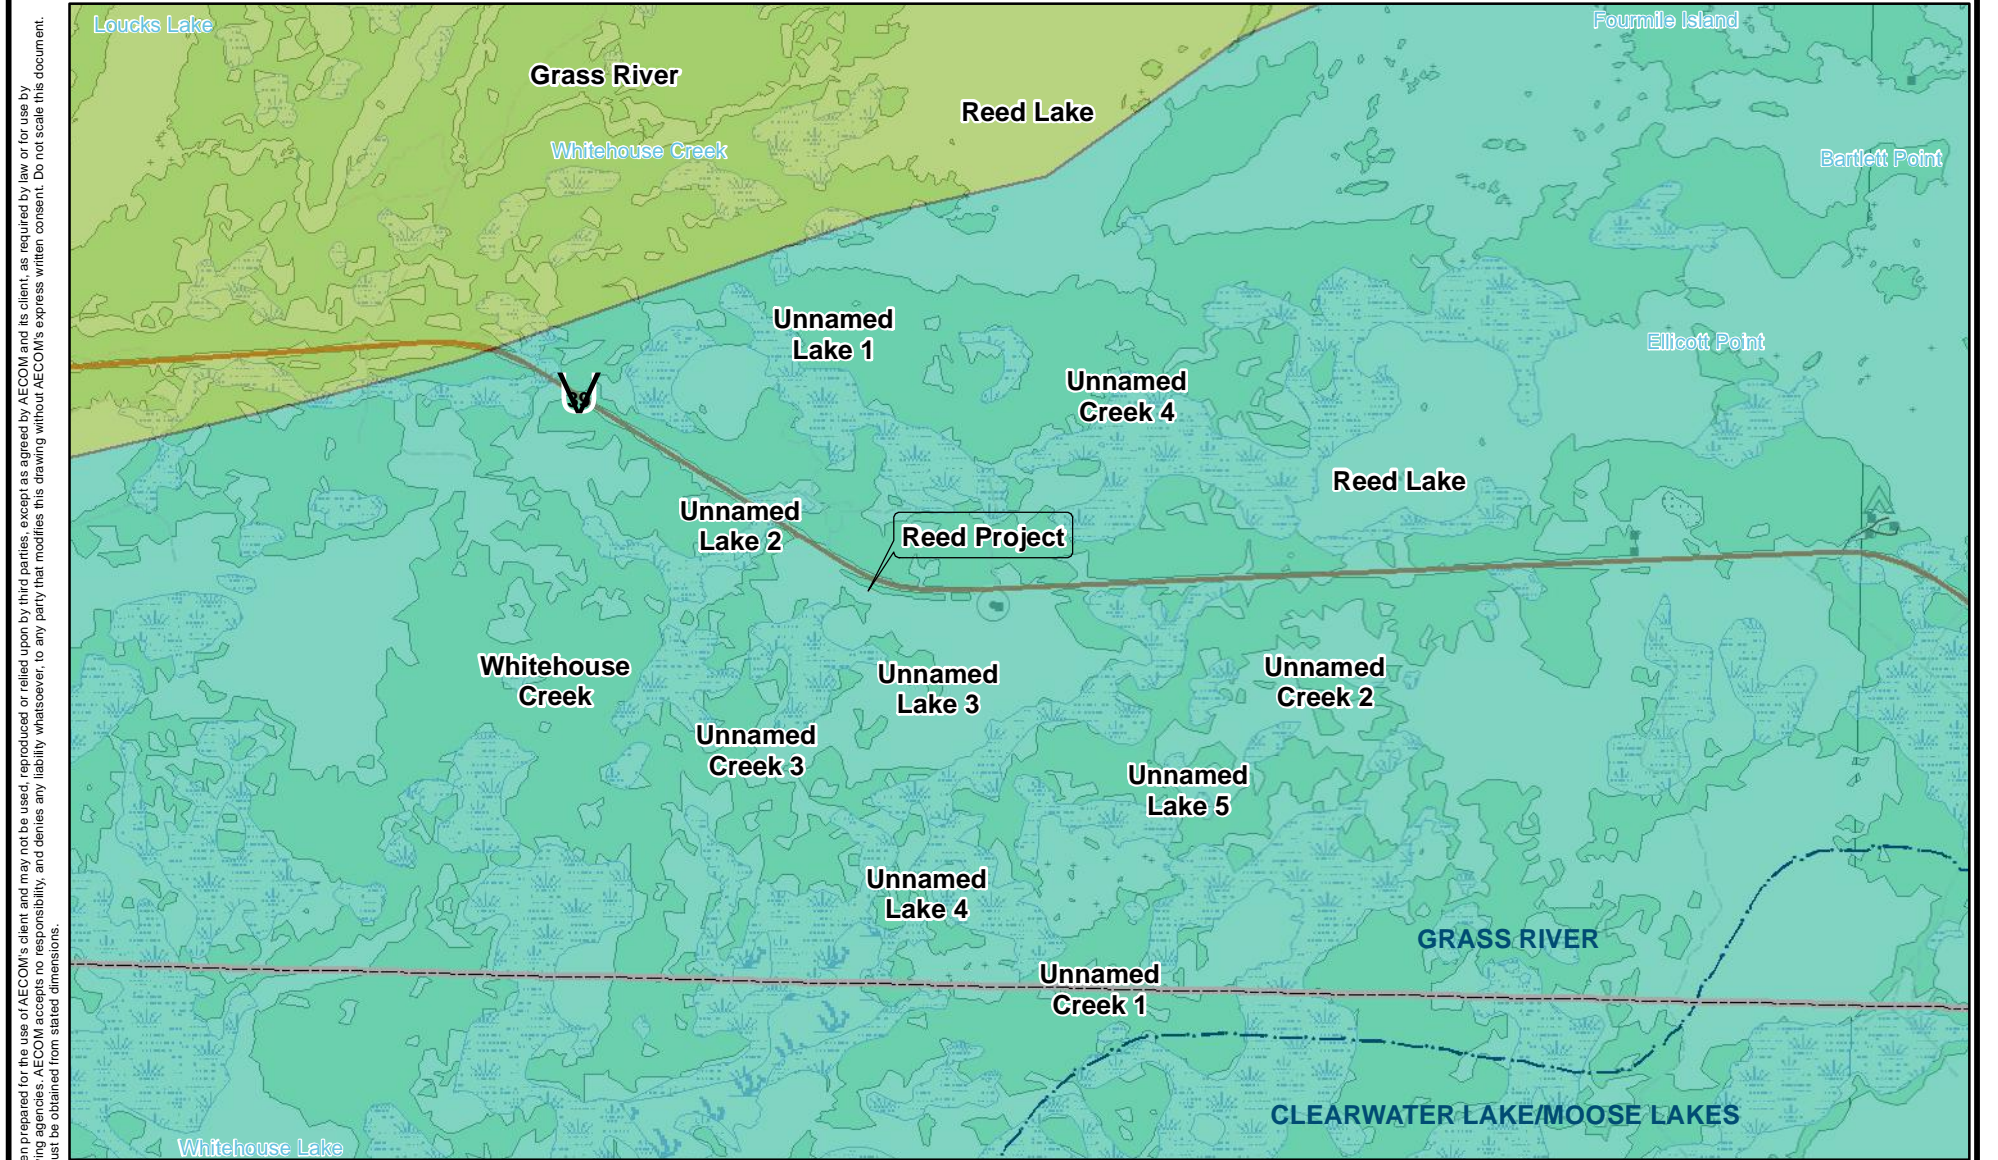 Loucks Lake
Fourmile Island
Grass River
Reed Lake
Whitehouse Creek
Bartlett Point
Unnamed
Lake 1
Ellicott Point
Unnamed
Creek 4
39
Reed Lake
Unnamed
Lake 2
Reed Project
Whitehouse
Creek
Unnamed
Lake 3
Unnamed
Creek 2
Unnamed
Creek 3
Unnamed
Lake 5
Unnamed
Lake 4
GRASS RIVER
Unnamed
Creek 1
CLEARWATER LAKE/MOOSE LAKES
Whitehouse Lake
en prepared for the use of AECOM's client and may not be used, reproduced or relied upon by third parties, except as agreed by AECOM and its client, as required by law or for use by
ring agencies. AECOM accepts no responsibility, and denies any liability whatsoever, to any party that modifies this drawing without AECOM's express written consent. Do not scale this document.
ust be obtained from stated dimensions.